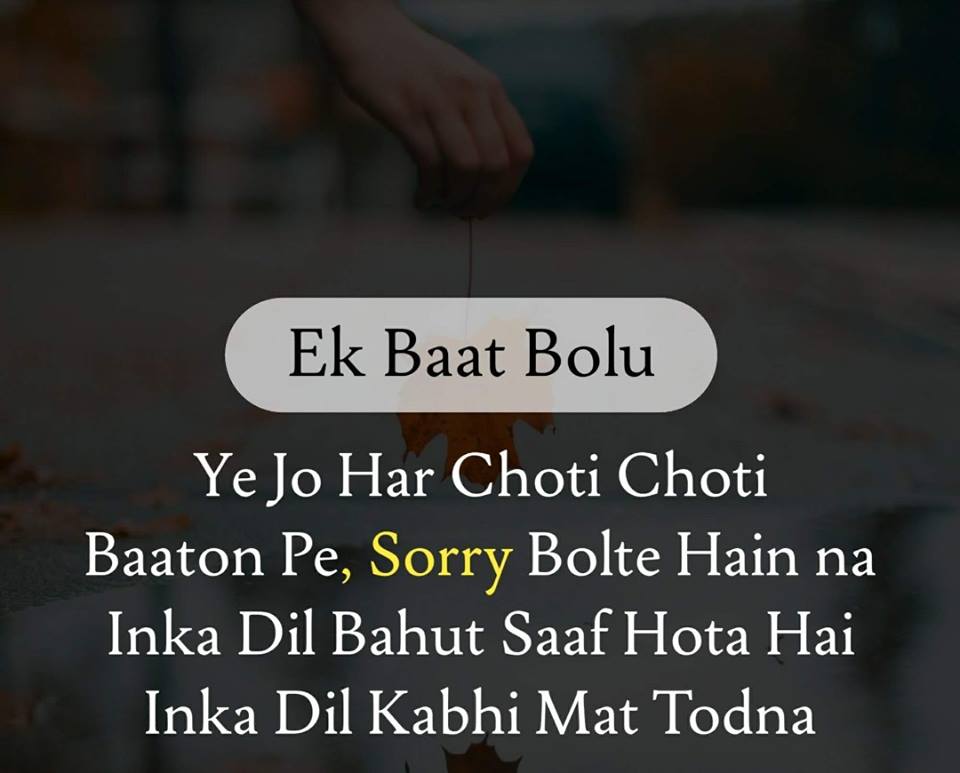 Ek Baat Bolu
Ye Jo Har Choti Choti
Baaton Pe, Sorry Bolte Hain na
Inka Dil Bahut Saaf Hota Hai
Inka Dil Kabhi Mat Todna